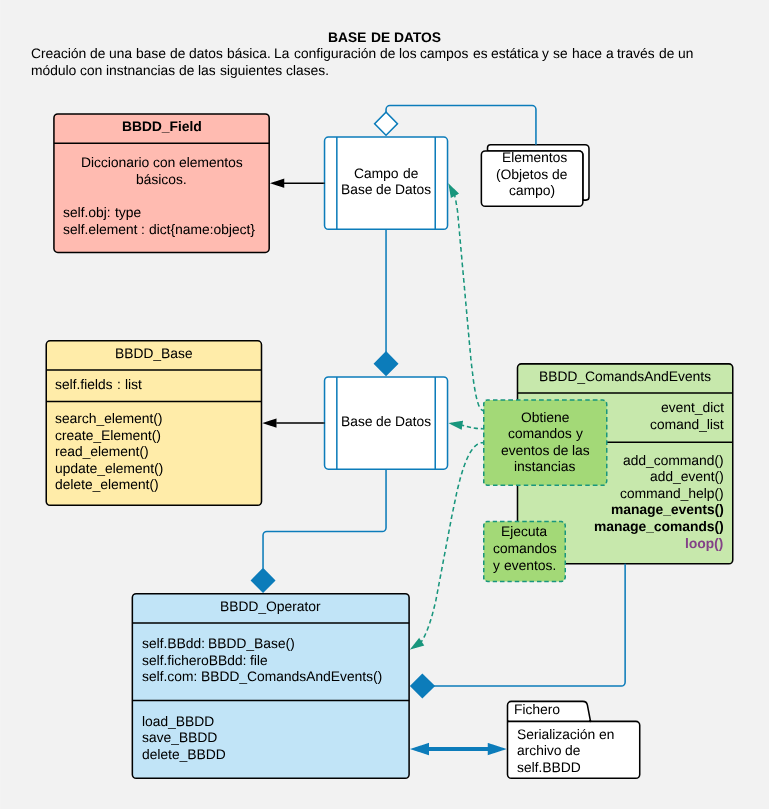 BASE DE DATOS
Creación de una base de datos básica. La configuración de los campos es estática y se hace a través de un
módulo con instnancias de las siguientes clases.
BBDD_Field
Diccionario con elementos
básicos.
self.obj: type
self.element : dict{name:object}
Campo de
Base de Datos
Elementos
(Objetos de
campo)
BBDD_Base
self.fields : list
search_element()
create_Element()
read_element()
update_element()
delete_element()
Base de Datos
BBDD_ComandsAndEvents
event_dict
comand_list
add_command()
add_event()
command_help()
manage_events()
manage_comands()
loop()
Obtiene
comandos y
eventos de las
instancias
Ejecuta
comandos
y eventos.
BBDD_Operator
self.BBdd: BBDD_Base()
self.ficheroBBdd: file
self.com: BBDD_ComandsAndEvents()
load_BBDD
save_BBDD
delete_BBDD
Fichero
Serialización en
archivo de
self.BBDD